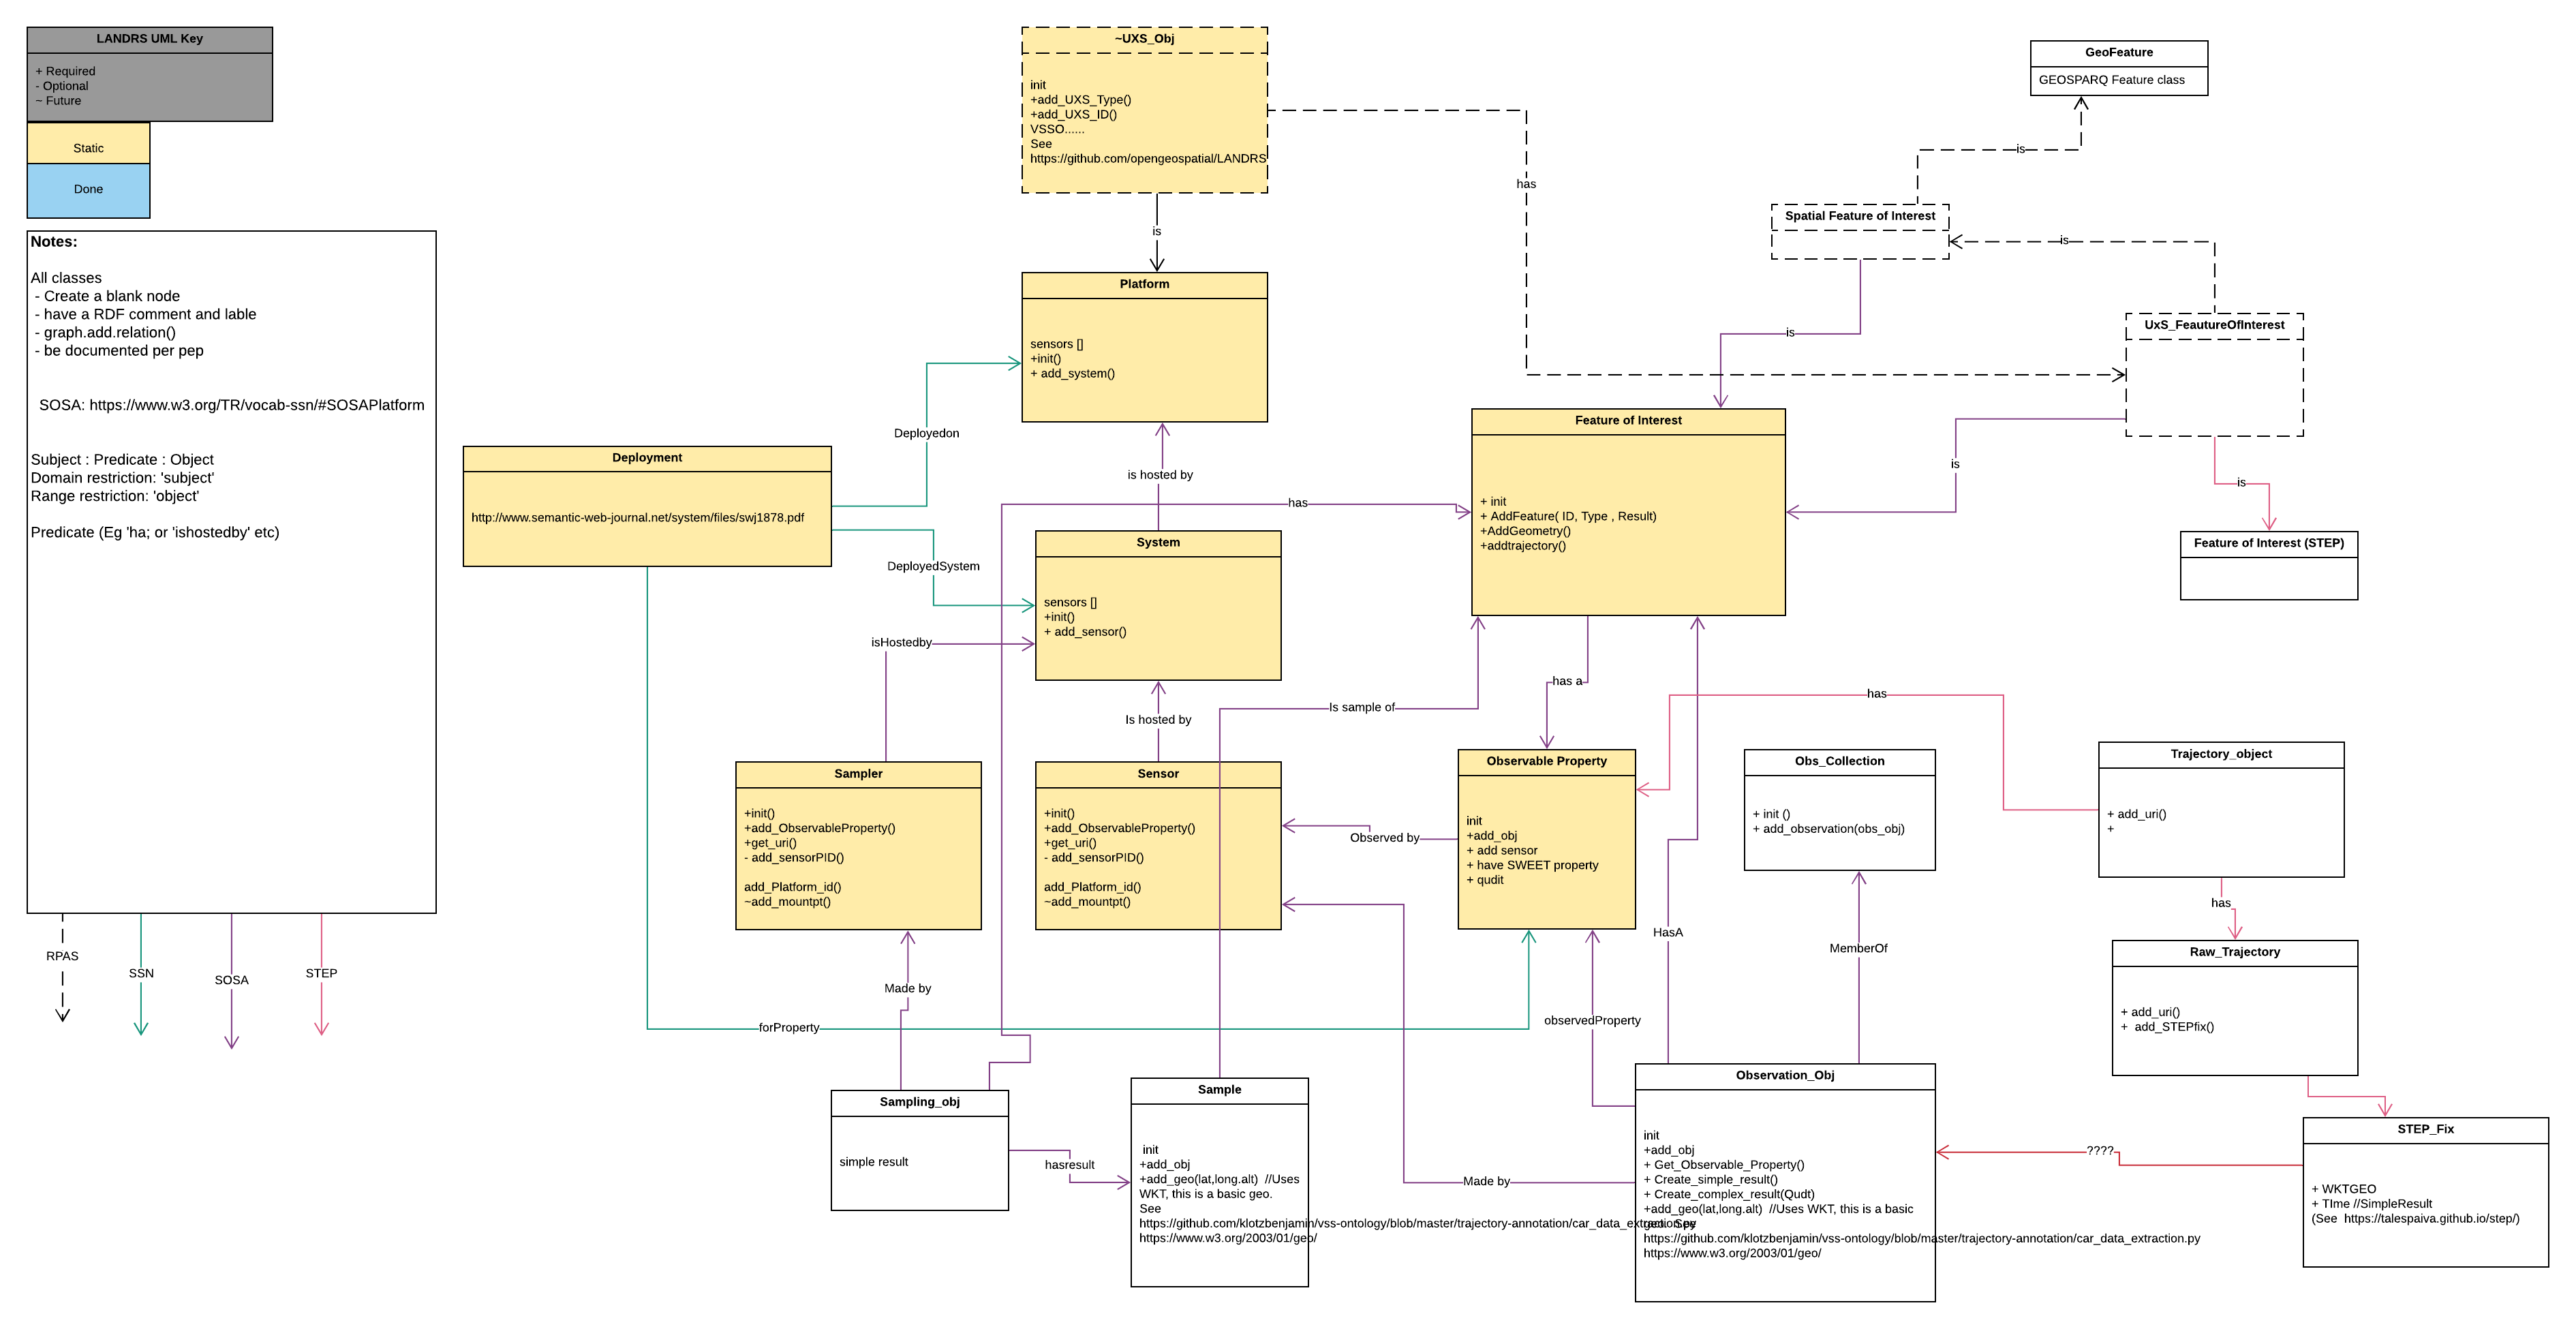 LANDRS UML Key
+ Required
- Optional
~ Future
Static
Done
Notes:
All classes
- Create a blank node
- have a RDF comment and lable
- graph.add.relation()
- be documented per pep
SOSA: https://www.w3.org/TR/vocab-ssn/#SOSAPlatform
Subject : Predicate : Object
Domain restriction: 'subject'
Range restriction: 'object'
Predicate (Eg 'ha; or 'ishostedby' etc)
RPAS
SSN
SOSA
STEP
~UXS_Obj
init
+add_UXS_Type()
+add_UXS_ID()
VSSO......
See
https://github.com/opengeospatial/LANDRS
is
has
Platform
sensors []
+init()
+ add_system()
Deployedon
is hosted by
Deployment
http://www.semantic-web-journal.net/system/files/swj1878.pdf
DeployedSystem
has
System
sensors []
+init()
+ add_sensor()
isHostedby
Is hosted by
Is sample of
Sampler
+init()
+add_ObservableProperty()
+get_uri()
- add_sensorPID()
add_Platform_id()
~add_mountpt()
Sensor
+init()
+add_ObservableProperty()
+get_uri()
- add_sensorPID()
add_Platform_id()
~add_mountpt()
Made by
forProperty
Sampling_obj
simple result
hasresult
Sample
init
+add_obj
+add_geo(lat,long.alt)  //Uses
WKT, this is a basic geo.
See
https://github.com/klotzbenjamin/vss-ontology/blob/master/trajectory-annotation/car_data_extraction.py
https://www.w3.org/2003/01/geo/
GeoFeature
GEOSPARQ Feature class
is
Spatial Feature of Interest
is
is
UxS_FeautureOfInterest
is
is
Feature of Interest (STEP)
Feature of Interest
+ init
+ AddFeature( ID, Type , Result)
+AddGeometry()
+addtrajectory()
has a
has
Observable Property
init
+add_obj
+ add sensor
+ have SWEET property
+ qudit
Observed by
Obs_Collection
+ init ()
+ add_observation(obs_obj)
HasA
MemberOf
observedProperty
Made by
Observation_Obj
init
+add_obj
+ Get_Observable_Property()
+ Create_simple_result()
+ Create_complex_result(Qudt)
+add_geo(lat,long.alt)  //Uses WKT, this is a basic
geo.  See
https://github.com/klotzbenjamin/vss-ontology/blob/master/trajectory-annotation/car_data_extraction.py
https://www.w3.org/2003/01/geo/
Trajectory_object
+ add_uri()
+
has
Raw_Trajectory
+ add_uri()
+  add_STEPfix()
????
STEP_Fix
+ WKTGEO
+ TIme //SimpleResult
(See  https://talespaiva.github.io/step/)